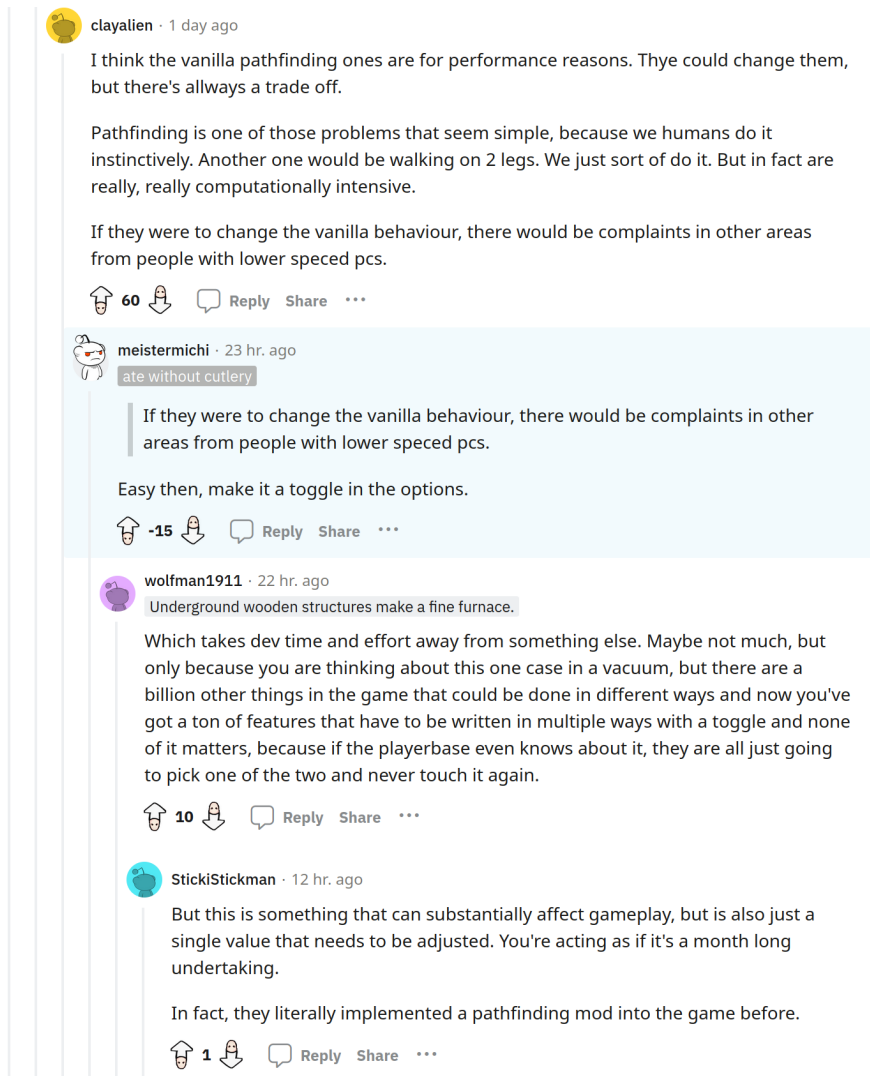 clayalien · 1 day ago
I think the vanilla pathfinding ones are for performance reasons. Thye could change them,
but there's allways a trade off.
Pathfinding is one of those problems that seem simple, because we humans do it
instinctively. Another one would be walking on 2 legs. We just sort of do it. But in fact are
really, really computationally intensive.
If they were to change the vanilla behaviour, there would be complaints in other areas
from people with lower speced pcs.
60 Reply Share ···
meistermichi · 23 hr. ago
ate without cutlery
If they were to change the vanilla behaviour, there would be complaints in other
areas from people with lower speced pcs.
Easy then, make it a toggle in the options.
-15 Reply Share ···
wolfman1911 · 22 hr. ago
Underground wooden structures make a fine furnace.
Which takes dev time and effort away from something else. Maybe not much, but
only because you are thinking about this one case in a vacuum, but there are a
billion other things in the game that could be done in different ways and now you've
got a ton of features that have to be written in multiple ways with a toggle and none
of it matters, because if the playerbase even knows about it, they are all just going
to pick one of the two and never touch it again.
10 Reply Share ···
StickiStickman · 12 hr. ago
But this is something that can substantially affect gameplay, but is also just a
single value that needs to be adjusted. You're acting as if it's a month long
undertaking.
In fact, they literally implemented a pathfinding mod into the game before.
1 Reply Share ···